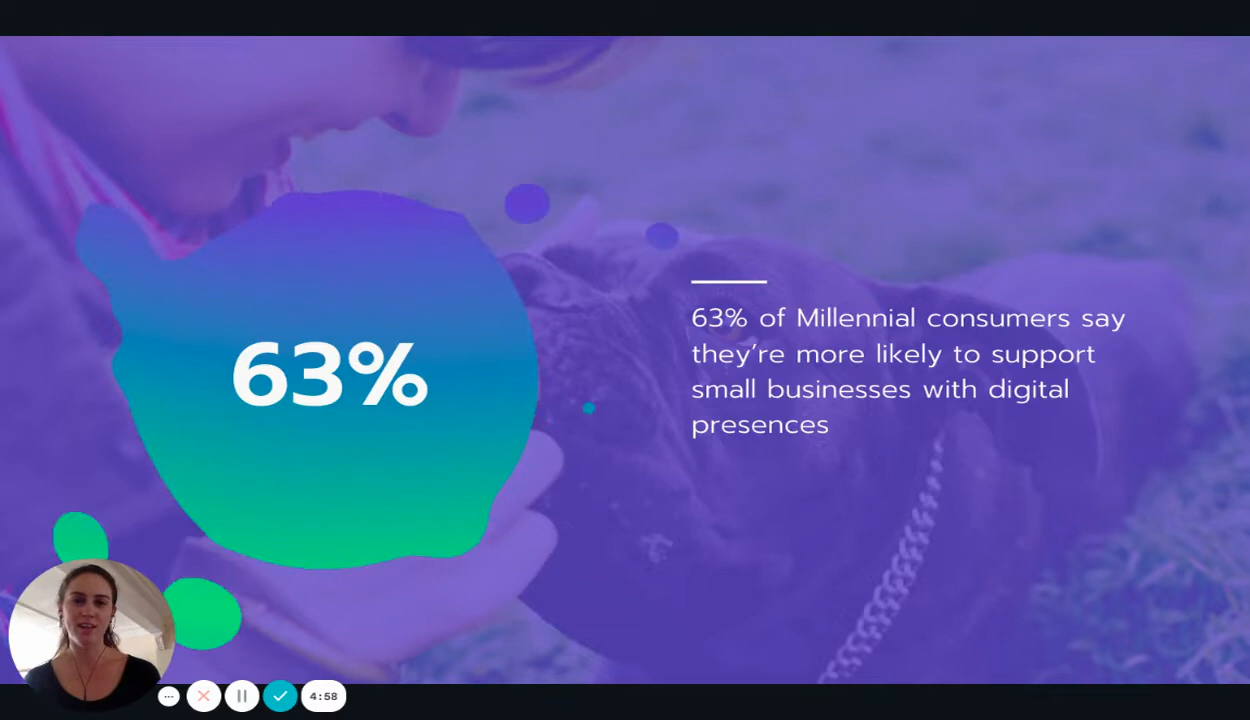 63%
63% of Millennial consumers say
they’re more likely to support
small businesses with digital
presences
4:58